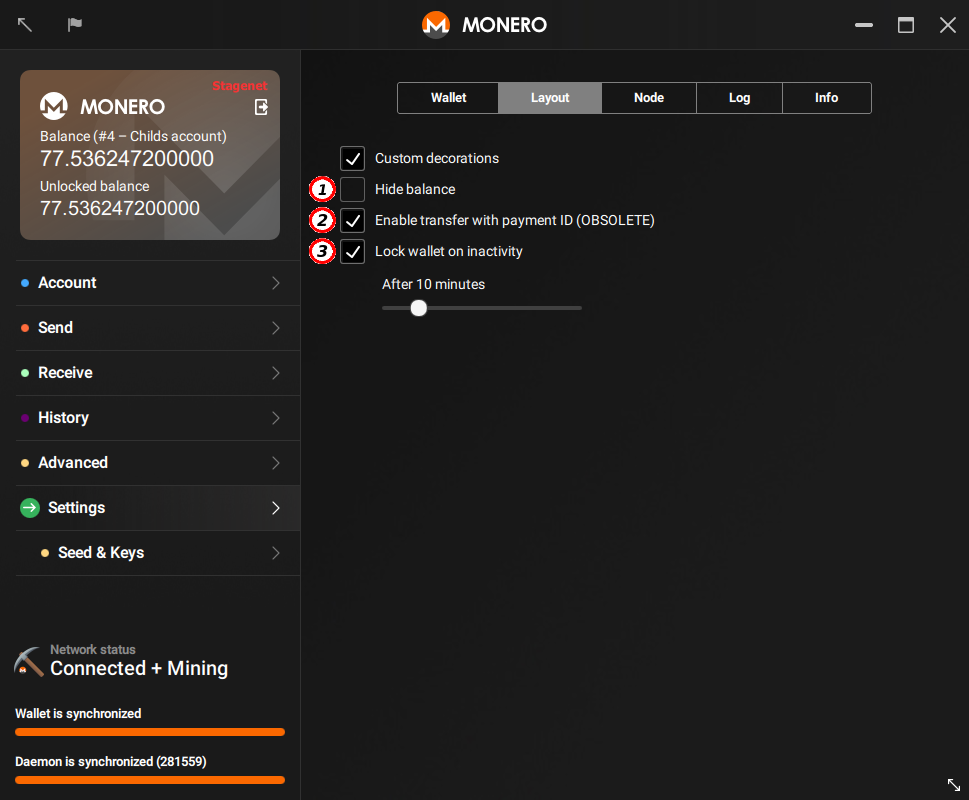 MONERO
Stagenet
MONERO
Balance (#4 – Childs account)
77.536247200000
Unlocked balance
77.536247200000
Account
Send
Receive
History
Advanced
Settings
Seed & Keys
Network status
Connected + Mining
Wallet is synchronized
Daemon is synchronized (281559)
Wallet Layout Node Log Info
Custom decorations
1 Hide balance
2 Enable transfer with payment ID (OBSOLETE)
3 Lock wallet on inactivity
After 10 minutes